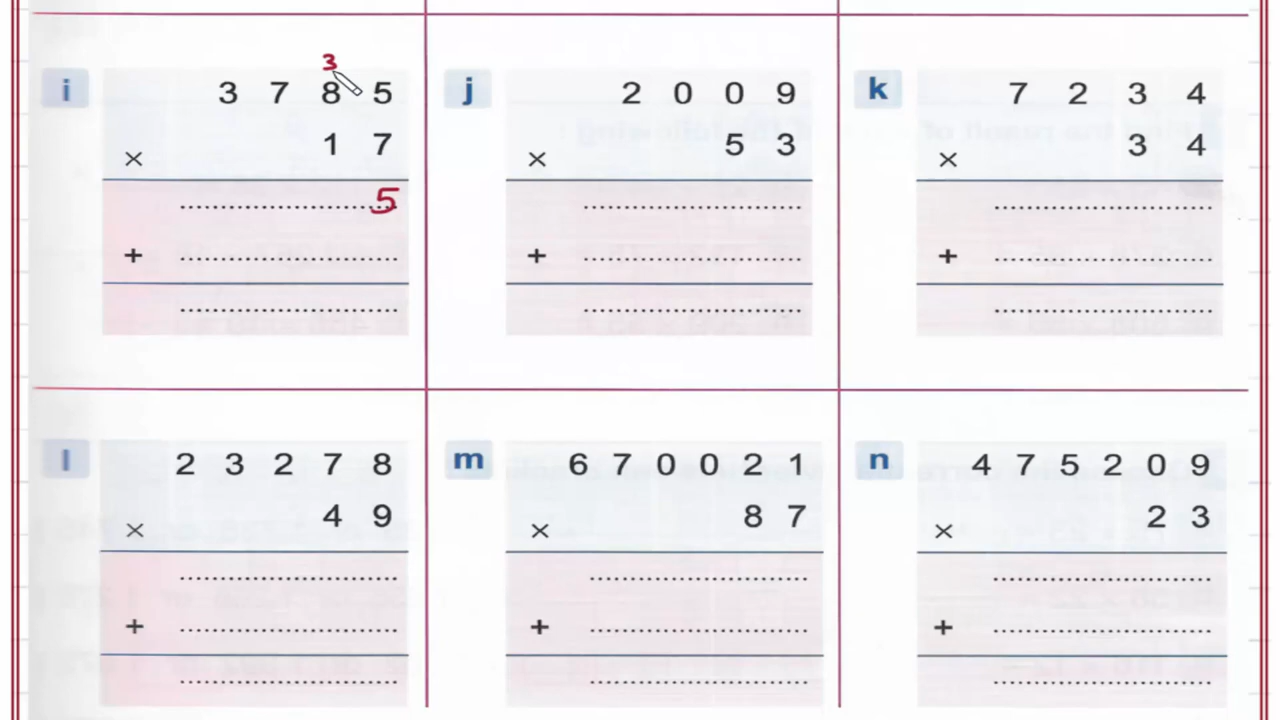 3
i 3 7 8 5
× 1 7
5
+
j 2 0 0 9
× 5 3
+
k 7 2 3 4
× 3 4
+
l 2 3 2 7 8
× 4 9
+
m 6 7 0 0 2 1
× 8 7
+
n 4 7 5 2 0 9
× 2 3
+